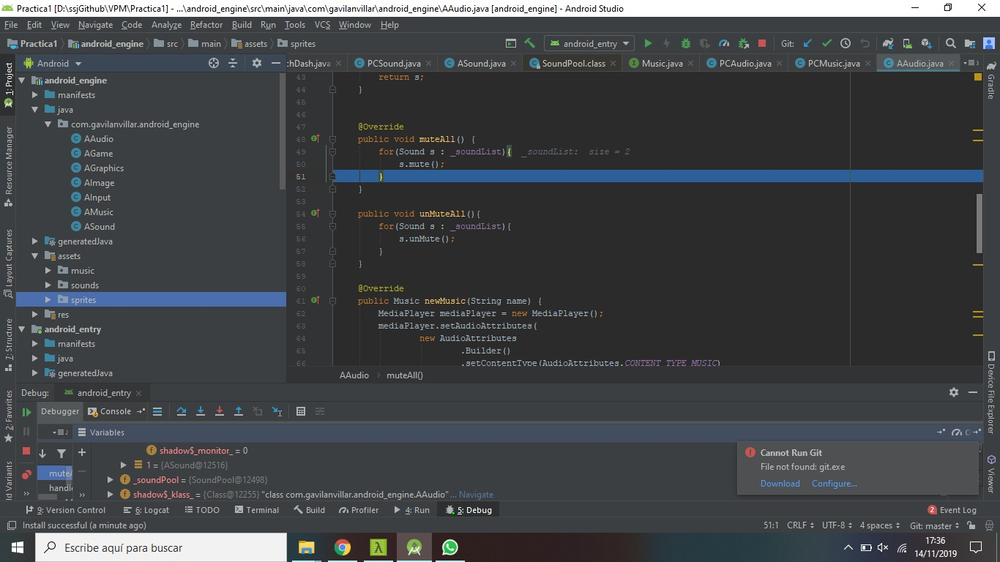 Practica1 [D:\ssjGithub\VPM\Practica1] - ...\android_engine\src\main\java\com\gavilanvillar\android_engine\AAudio.java [android_engine] - Android Studio
File Edit View Navigate Code Analyze Refactor Build Run Tools VCS Window Help
Practica1 android_engine src main assets sprites android_entry Git:
Android
chDash.java PCSound.java ASound.java SoundPool.class Music.java PCAudio.java PCMusic.java AAudio.java 3
1: Project
Resource Manager
Layout Captures
7: Structure
2: Favorites
ld Variants
android_engine
manifests
java
com.gavilanvillar.android_engine
AAudio
AGame
AGraphics
AImage
AInput
AMusic
ASound
generatedJava
assets
music
sounds
sprites
res
android_entry
manifests
java
generatedJava
43 return s;
44 }
45
46
47 @Override
48 public void muteAll() {
49 for(Sound s : _soundList){ _soundList: size = 2
50 s.mute();
51 }
52 }
53
54 public void unMuteAll(){
55 for(Sound s : _soundList){
56 s.unMute();
57 }
58 }
59
60 @Override
61 public Music newMusic(String name) {
62 MediaPlayer mediaPlayer = new MediaPlayer();
63 mediaPlayer.setAudioAttributes(
64 new AudioAttributes
65 .Builder()
66 .setContentType(AudioAttributes.CONTENT_TYPE_MUSIC)
AAudio muteAll()
Gradle
Device File Explorer
Viewer
Debug: android_entry
Debugger Console
2 Variables
shadow$_monitor_ = 0
1 = {ASound@12516}
_soundPool = {SoundPool@12498}
shadow$_klass_ = {Class@12255} "class com.gavilanvillar.android_engine.AAudio"... Navigate
muteA
handle
Cannot Run Git
File not found: git.exe
Download Configure...
9: Version Control 6: Logcat TODO Terminal Build Profiler 4: Run 5: Debug 2 Event Log
Install successful (a minute ago) 51:1 CRLF UTF-8 4 spaces Git: master
Escribe aquí para buscar
17:36
14/11/2019